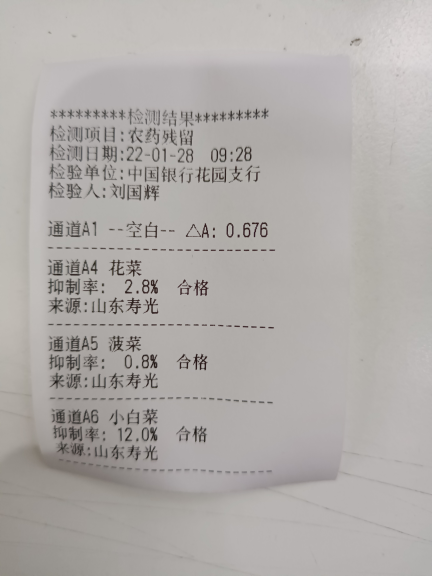 *********检测结果*********
检测项目:农药残留
检测日期:22-01-28 09:28
检验单位:中国银行花园支行
检验人:刘国辉
通道A1 --空白-- △A: 0.676
--------------------------
通道A4 花菜
抑制率: 2.8% 合格
来源:山东寿光
--------------------------
通道A5 菠菜
抑制率: 0.8% 合格
来源:山东寿光
--------------------------
通道A6 小白菜
抑制率: 12.0% 合格
来源:山东寿光
--------------------------